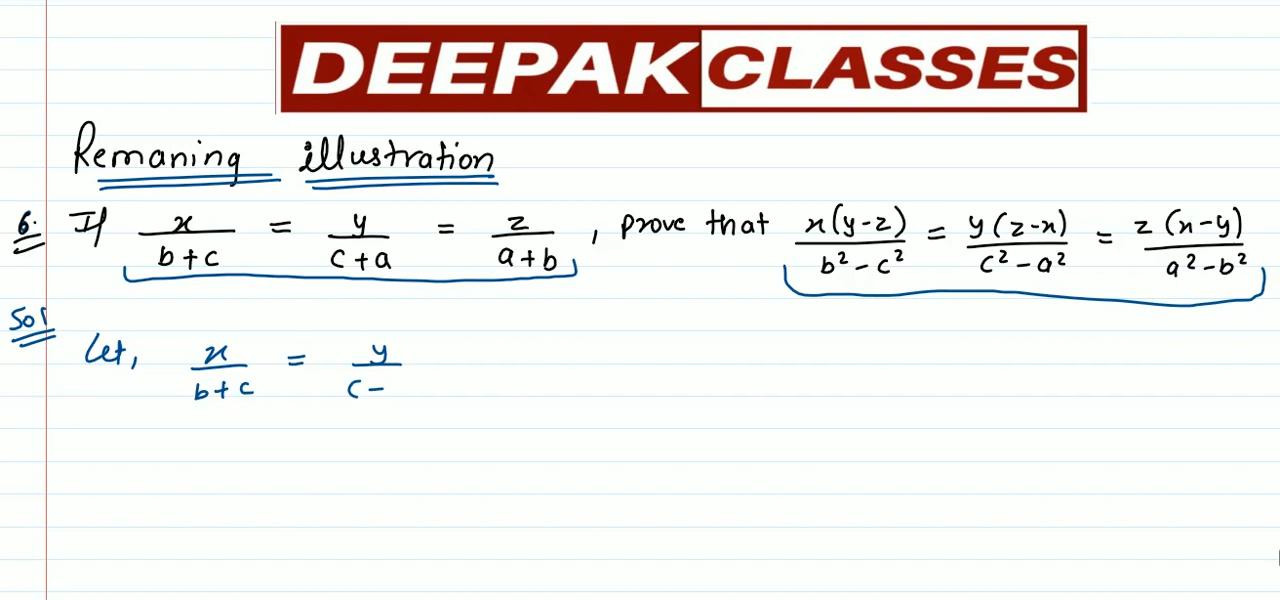 DEEPAK CLASSES
Remaning illustration
6. If x/(b+c) = y/(c+a) = z/(a+b), prove that x(y-z)/(b²-c²) = y(z-x)/(c²-a²) = z(x-y)/(a²-b²)
Sol
Let, x/(b+c) = y/(c-